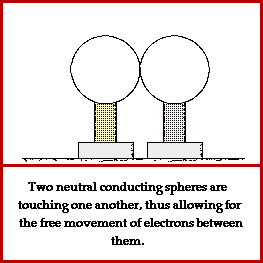 Two neutral conducting spheres are
touching one another, thus allowing for
the free movement of electrons between
them.